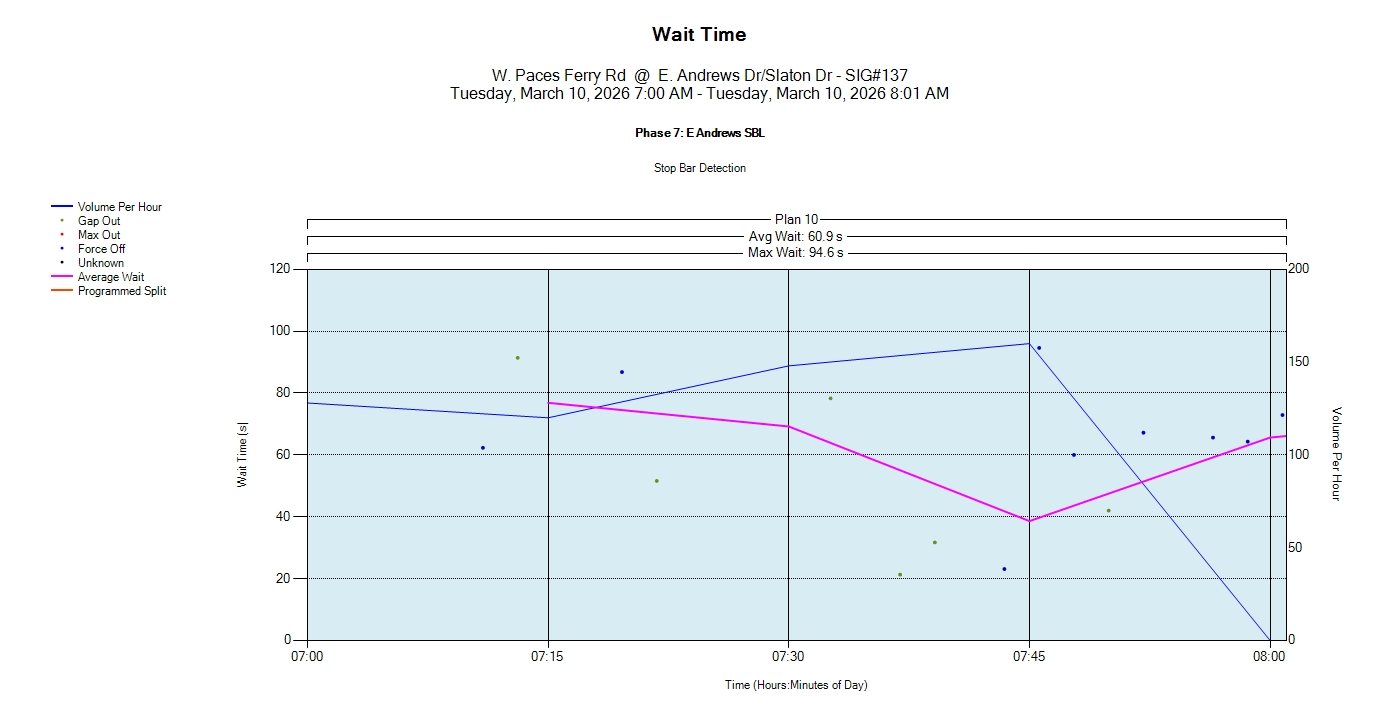 Wait Time
W. Paces Ferry Rd @ E. Andrews Dr/Slaton Dr - SIG#137
Tuesday, March 10, 2026 7:00 AM - Tuesday, March 10, 2026 8:01 AM
Phase 7: E Andrews SBL
Stop Bar Detection
Volume Per Hour
Gap Out
Max Out
Force Off
Unknown
Average Wait
Programmed Split
Plan 10
Avg Wait: 60.9 s
Max Wait: 94.6 s
120
100
80
60
40
20
0
Wait Time (s)
200
150
100
50
0
Volume Per Hour
07:00
07:15
07:30
07:45
08:00
Time (Hours:Minutes of Day)